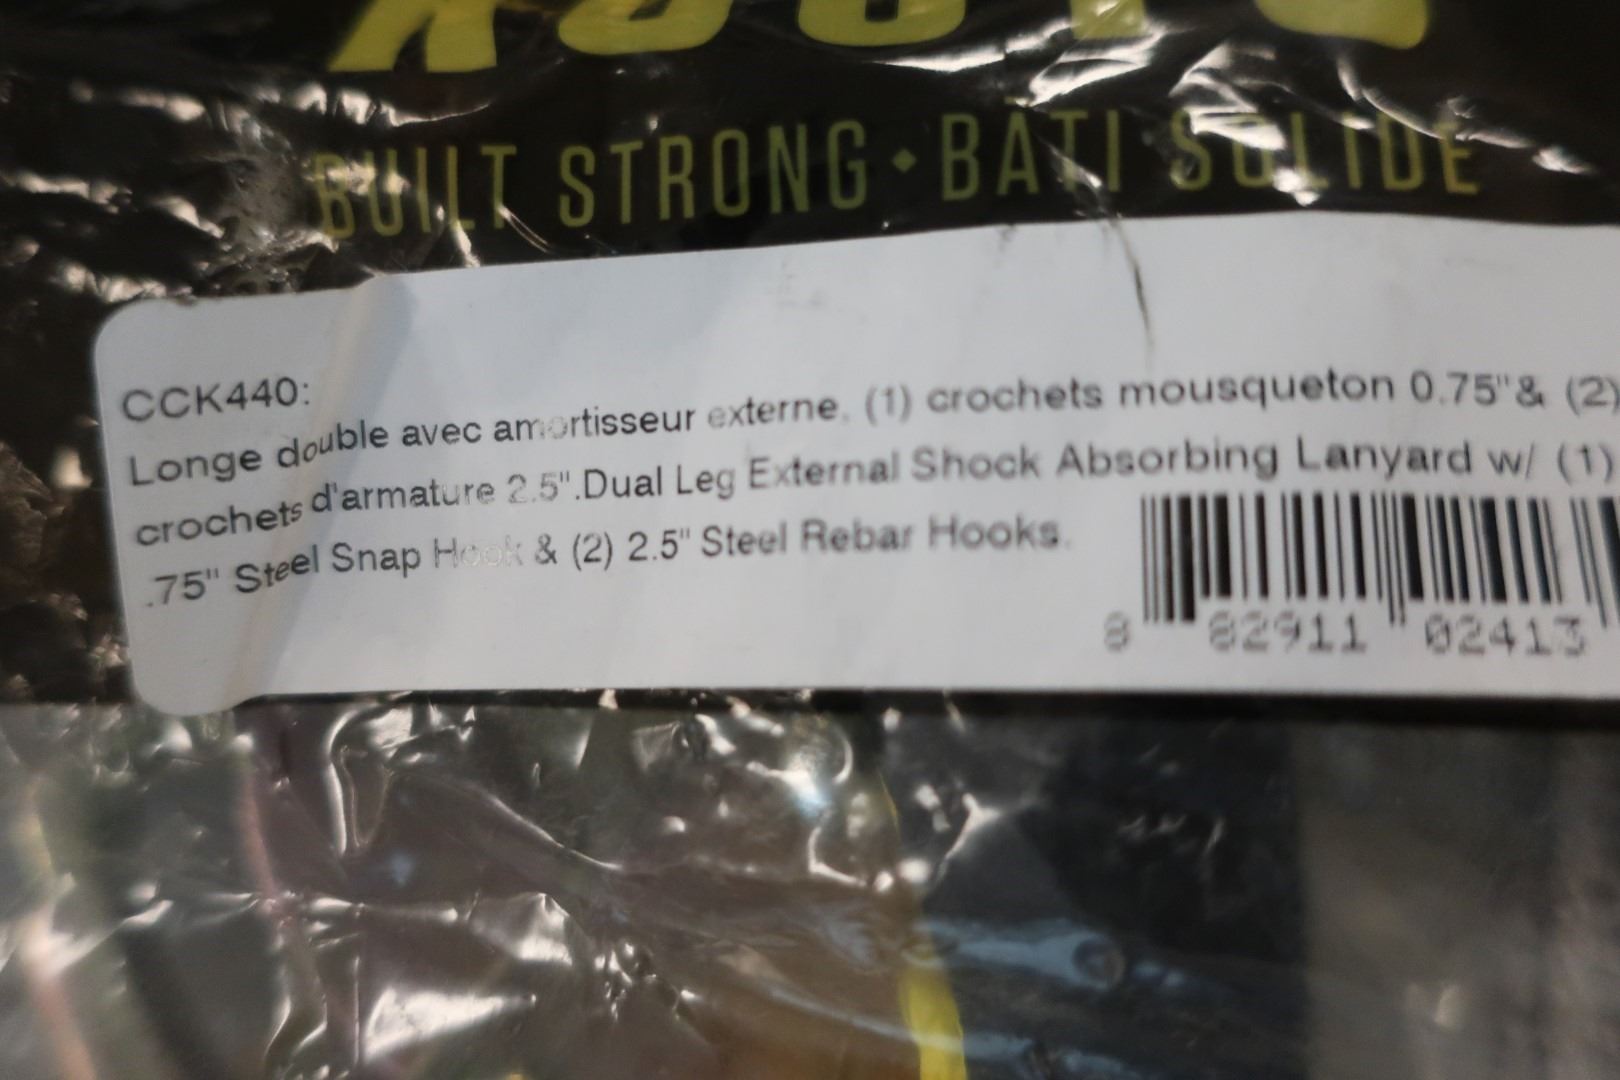 BUILT STRONG • BÂTI SOLIDE
CCK440:
Longe double avec amortisseur externe, (1) crochets mousqueton 0.75"& (2)
crochets d'armature 2.5".Dual Leg External Shock Absorbing Lanyard w/ (1)
.75" Steel Snap Hook & (2) 2.5" Steel Rebar Hooks.
8 82911 02413